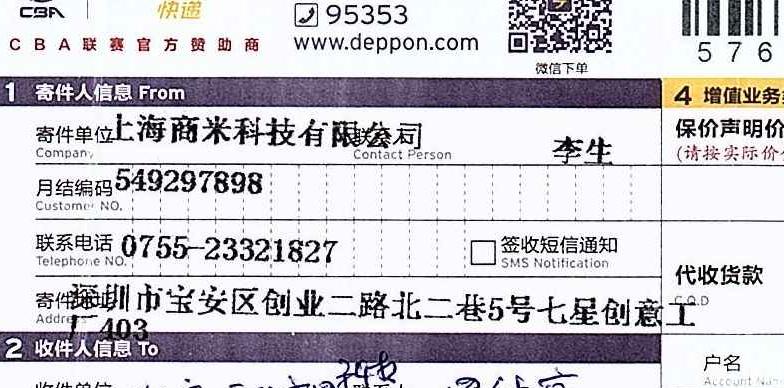 CBA 快递 95353
CBA联赛官方赞助商 www.deppon.com
微信下单
576
1 寄件人信息 From
4 增值业务
寄件单位 上海商米科技有限公司 联系人 李生
Company Contact Person
保价声明价
(请按实际价
月结编码 549297898
Customer NO.
联系电话 0755-23321827 签收短信通知
Telephone NO. SMS Notification
代收货款
C.O.D
寄件地址 深圳市宝安区创业二路北二巷5号七星创意工
Address 厂403
2 收件人信息 To
户名
Account Name